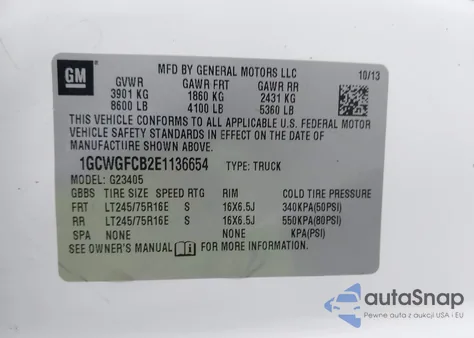 GM
MFD BY GENERAL MOTORS LLC 10/13
GVWR GAWR FRT GAWR RR
3901 KG 1860 KG 2431 KG
8600 LB 4100 LB 5360 LB
THIS VEHICLE CONFORMS TO ALL APPLICABLE U.S. FEDERAL MOTOR
VEHICLE SAFETY STANDARDS IN EFFECT ON THE DATE OF
MANUFACTURE SHOWN ABOVE.
1GCWGFCB2E1136654 TYPE: TRUCK
MODEL: G23405
GBBS TIRE SIZE SPEED RTG RIM COLD TIRE PRESSURE
FRT LT245/75R16E S 16X6.5J 340KPA(50PSI)
RR LT245/75R16E S 16X6.5J 550KPA(80PSI)
SPA NONE NONE KPA(PSI)
SEE OWNER'S MANUAL FOR MORE INFORMATION.
autoSnap
Pewne auta z aukcji USA i EU